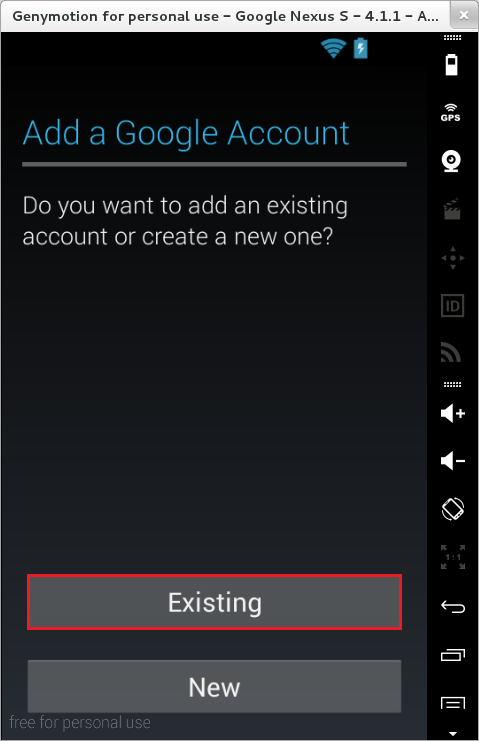 Genymotion for personal use – Google Nexus S – 4.1.1 – A...
Add a Google Account
Do you want to add an existing
account or create a new one?
Existing
New
free for personal use
GPS
ID
1:1